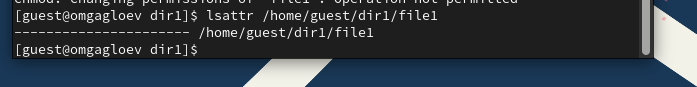 chmod: changing permissions of 'file1': Operation not permitted
[guest@omgagloev dir1]$ lsattr /home/guest/dir1/file1
---------------------- /home/guest/dir1/file1
[guest@omgagloev dir1]$